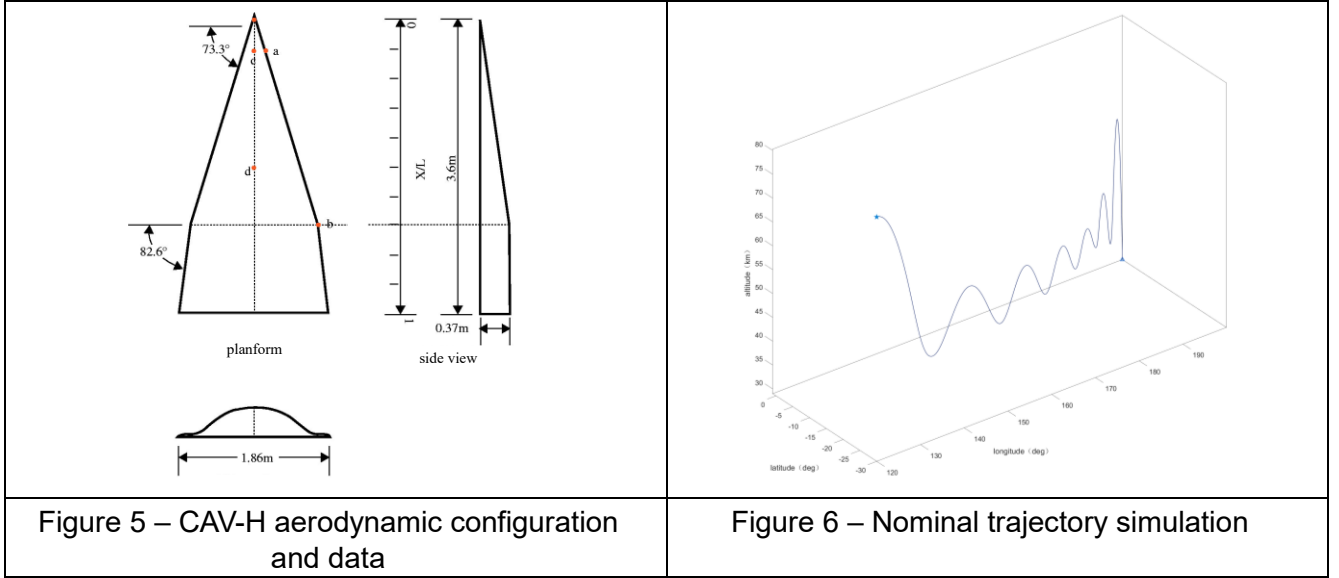 73.3°
a
c
d
b
82.6°
planform
0
X/L
1
3.6m
0.37m
side view
1.86m
80
75
70
65
60
55
50
45
40
35
30
altitude (km)
0
-5
-10
-15
-20
-25
-30
latitude (deg)
120
130
140
150
160
170
180
190
longitude (deg)
Figure 5 – CAV-H aerodynamic configuration
and data
Figure 6 – Nominal trajectory simulation